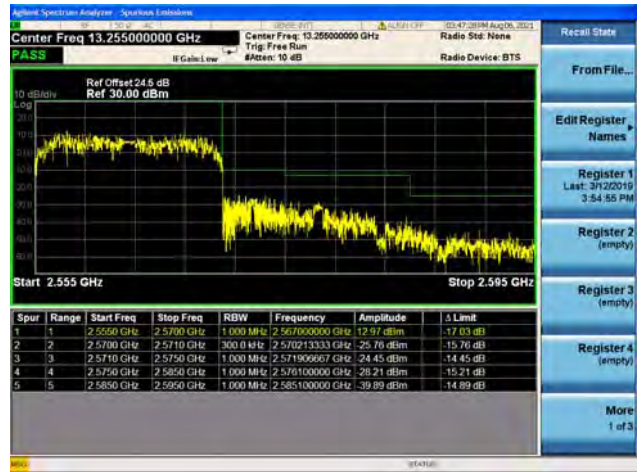 Agilent Spectrum Analyzer - Spurious Emissions
SENSE:INT ALIGN OFF 03:47:28 PM Aug 06, 2021
Center Freq 13.255000000 GHz
Center Freq: 13.255000000 GHz
Radio Std: None
Trig: Free Run
PASS IFGain:Low #Atten: 10 dB Radio Device: BTS
Ref Offset 24.5 dB
10 dB/div Ref 30.00 dBm
Log
Start 2.555 GHz Stop 2.595 GHz
Spur Range Start Freq Stop Freq RBW Frequency Amplitude Δ Limit
1 1 2.5550 GHz 2.5700 GHz 1.000 MHz 2.567000000 GHz 12.97 dBm -17.03 dB
2 2 2.5700 GHz 2.5710 GHz 300.0 kHz 2.570213333 GHz -25.76 dBm -15.76 dB
3 3 2.5710 GHz 2.5750 GHz 1.000 MHz 2.571906667 GHz -24.45 dBm -14.45 dB
4 4 2.5750 GHz 2.5850 GHz 1.000 MHz 2.576100000 GHz -28.21 dBm -15.21 dB
5 5 2.5850 GHz 2.5950 GHz 1.000 MHz 2.585100000 GHz -39.89 dBm -14.89 dB
MSG STATUS
Recall State
From File...
Edit Register
Names
Register 1
Last: 3/12/2019
3:54:55 PM
Register 2
(empty)
Register 3
(empty)
Register 4
(empty)
More
1 of 3